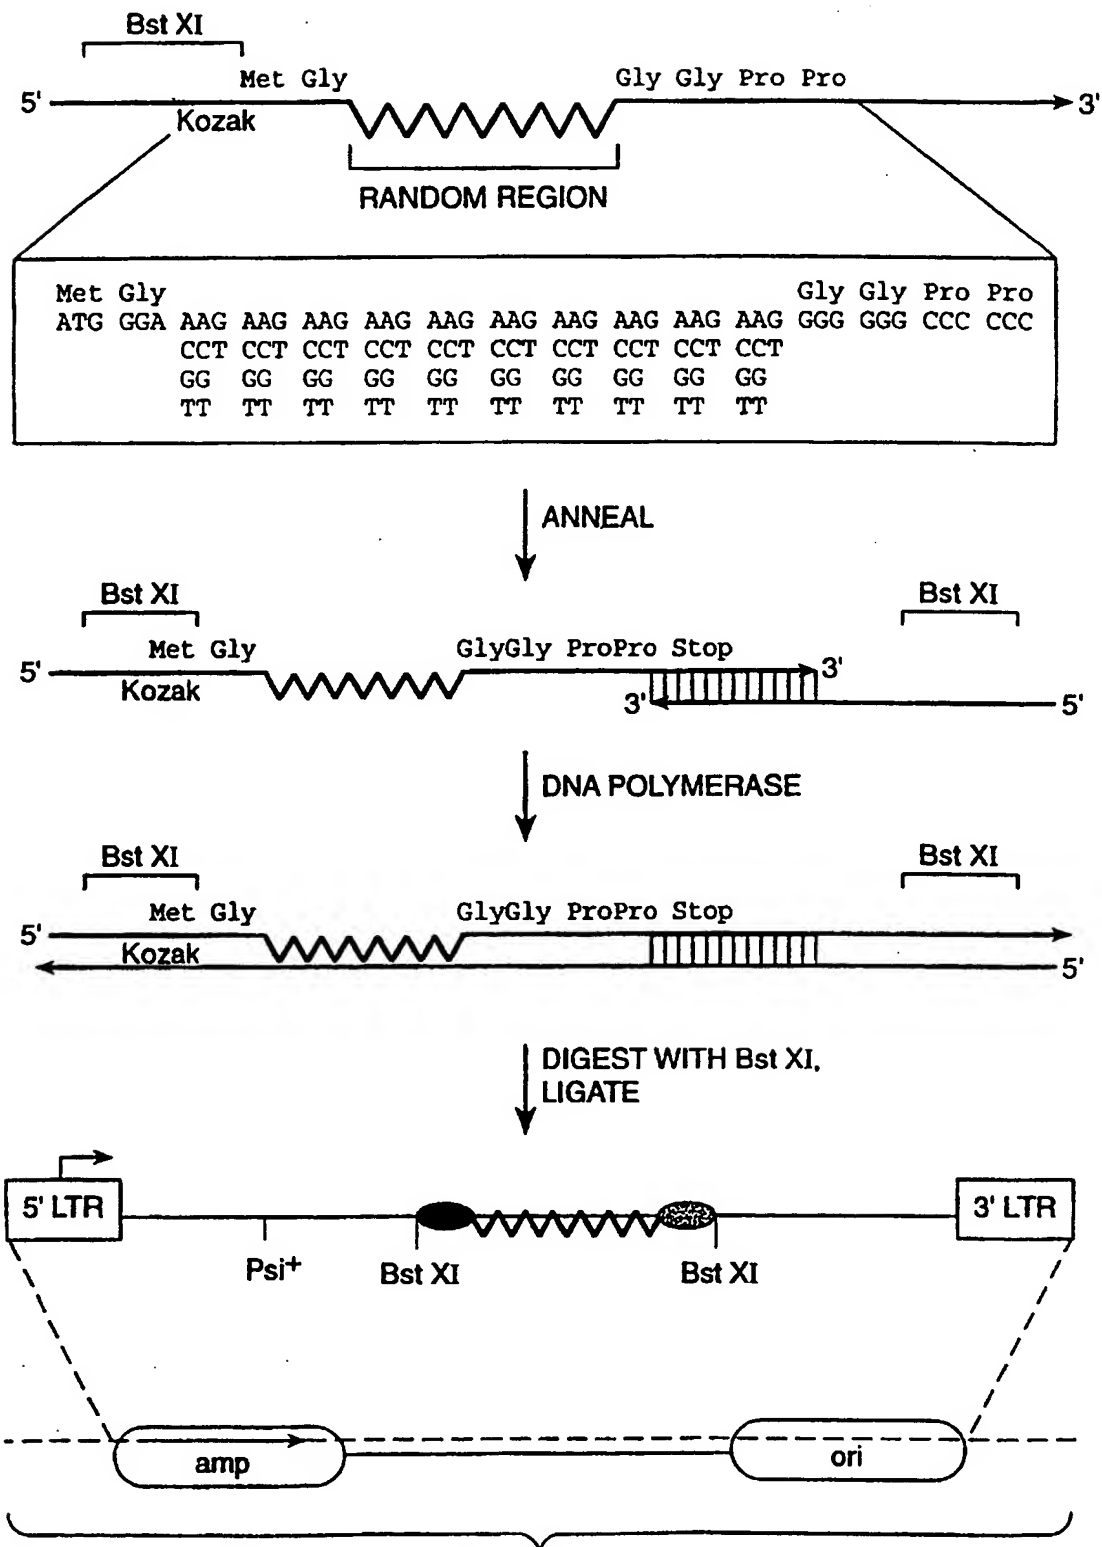 Bst XI
Met Gly Gly Gly Pro Pro
5' 3'
Kozak
RANDOM REGION
Met Gly Gly Gly Pro Pro
ATG GGA AAG AAG AAG AAG AAG AAG AAG AAG AAG AAG GGG GGG CCC CCC
CCT CCT CCT CCT CCT CCT CCT CCT CCT CCT
GG GG GG GG GG GG GG GG GG GG
TT TT TT TT TT TT TT TT TT TT
ANNEAL
Bst XI Bst XI
Met Gly GlyGly ProPro Stop
5' 3'
Kozak 3' 5'
DNA POLYMERASE
Bst XI Bst XI
Met Gly GlyGly ProPro Stop
5'
Kozak 5'
DIGEST WITH Bst XI,
LIGATE
5' LTR 3' LTR
Psi+ Bst XI Bst XI
amp ori